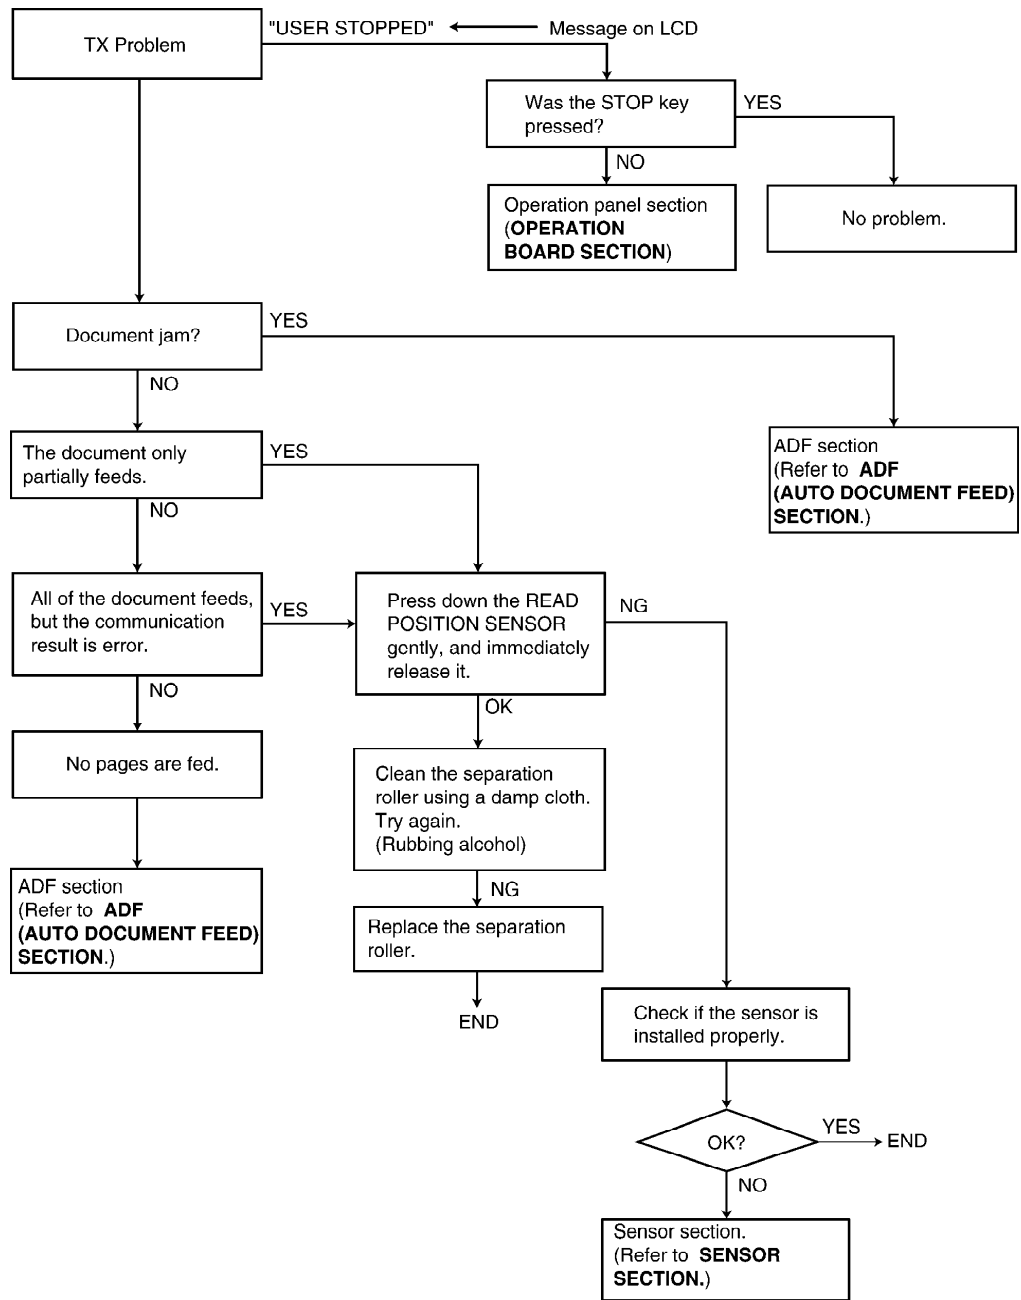 TX Problem
"USER STOPPED"
Message on LCD
Was the STOP key
pressed?
YES
NO
Operation panel section
(OPERATION
BOARD SECTION)
No problem.
Document jam?
YES
NO
ADF section
(Refer to ADF
(AUTO DOCUMENT FEED)
SECTION.)
The document only
partially feeds.
YES
NO
All of the document feeds,
but the communication
result is error.
YES
NO
Press down the READ
POSITION SENSOR
gently, and immediately
release it.
NG
OK
No pages are fed.
Clean the separation
roller using a damp cloth.
Try again.
(Rubbing alcohol)
NG
ADF section
(Refer to ADF
(AUTO DOCUMENT FEED)
SECTION.)
Replace the separation
roller.
END
Check if the sensor is
installed properly.
OK?
YES
END
NO
Sensor section.
(Refer to SENSOR
SECTION.)